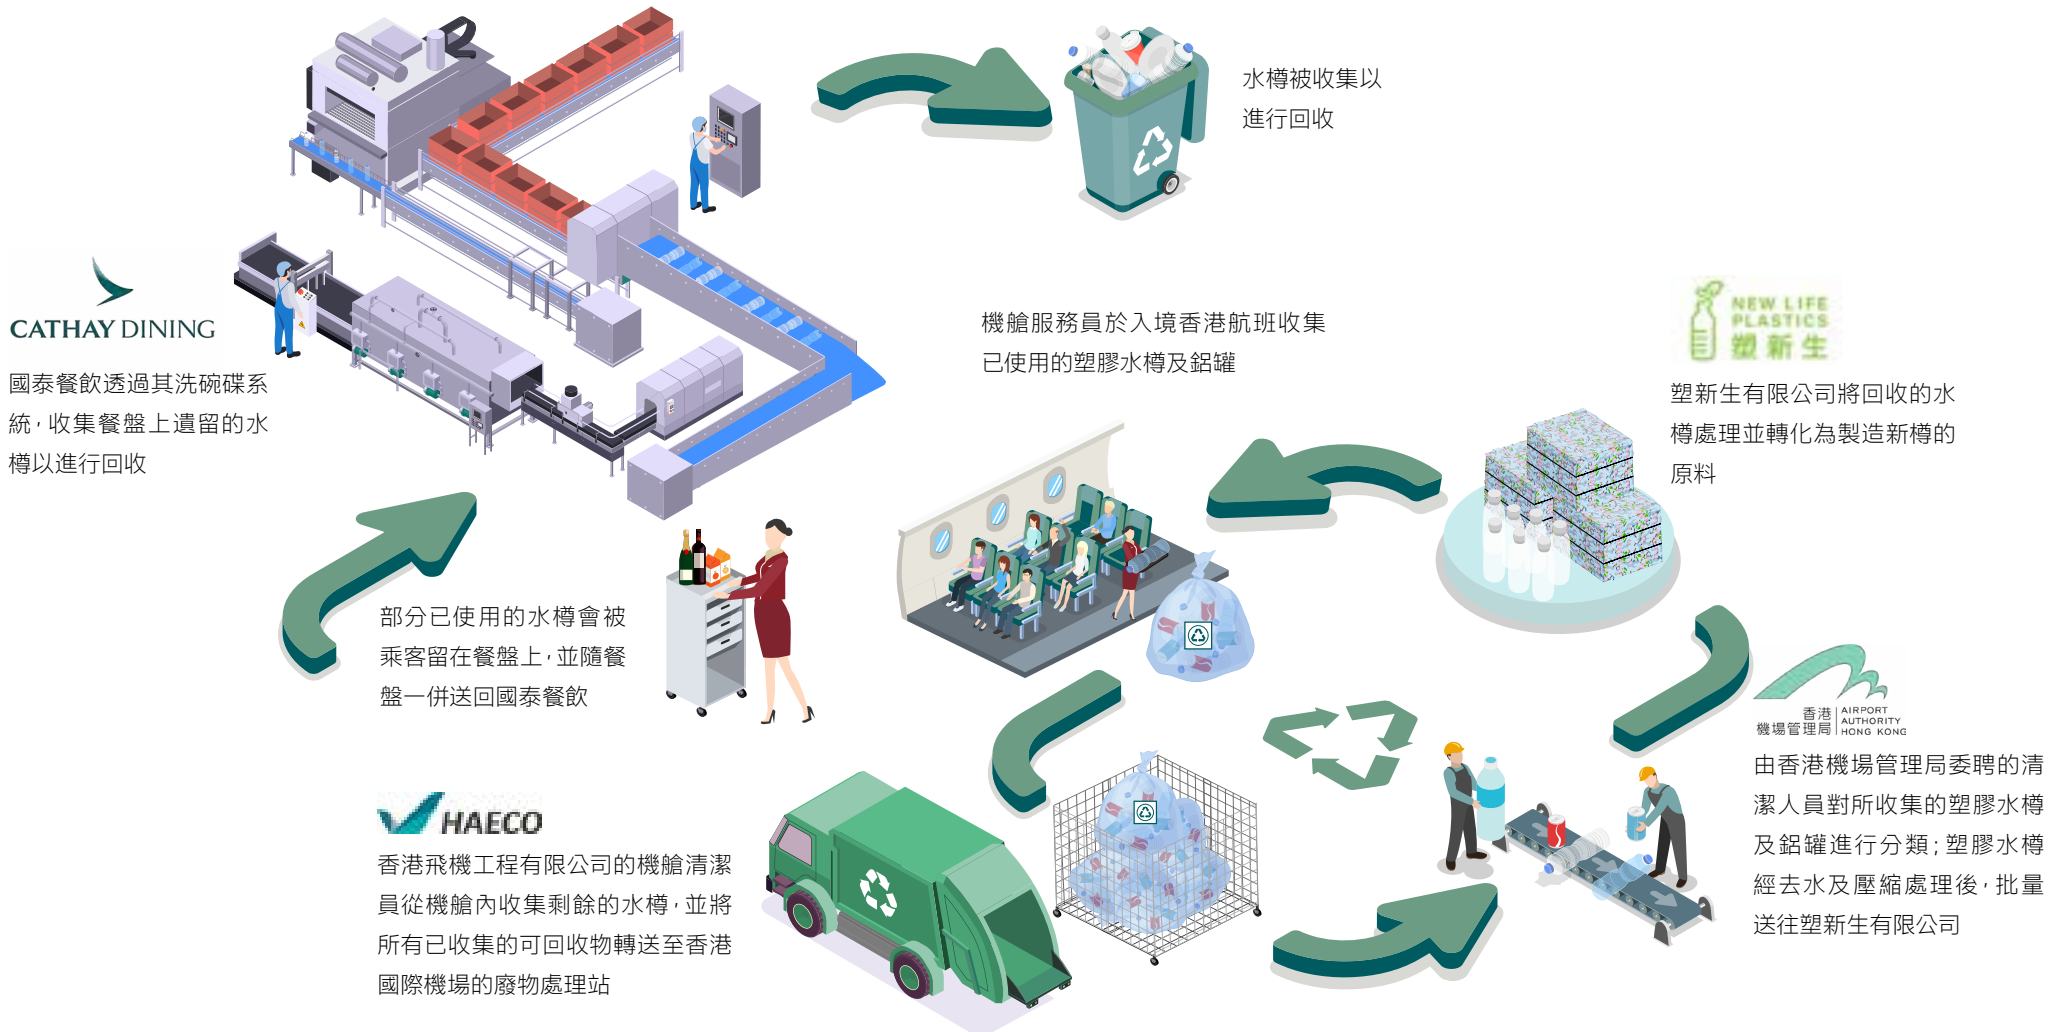 水樽被收集以
進行回收
CATHAY DINING
國泰餐飲透過其洗碗碟系
統，收集餐盤上遺留的水
樽以進行回收
機艙服務員於入境香港航班收集
已使用的塑膠水樽及鋁罐
NEW LIFE
PLASTICS
塑新生
塑新生有限公司將回收的水
樽處理並轉化為製造新樽的
原料
部分已使用的水樽會被
乘客留在餐盤上，並隨餐
盤一併送回國泰餐飲
香港
機場管理局
AIRPORT
AUTHORITY
HONG KONG
由香港機場管理局委聘的清
潔人員對所收集的塑膠水樽
及鋁罐進行分類；塑膠水樽
經去水及壓縮處理後，批量
送往塑新生有限公司
HAECO
香港飛機工程有限公司的機艙清潔
員從機艙內收集剩餘的水樽，並將
所有已收集的可回收物轉送至香港
國際機場的廢物處理站